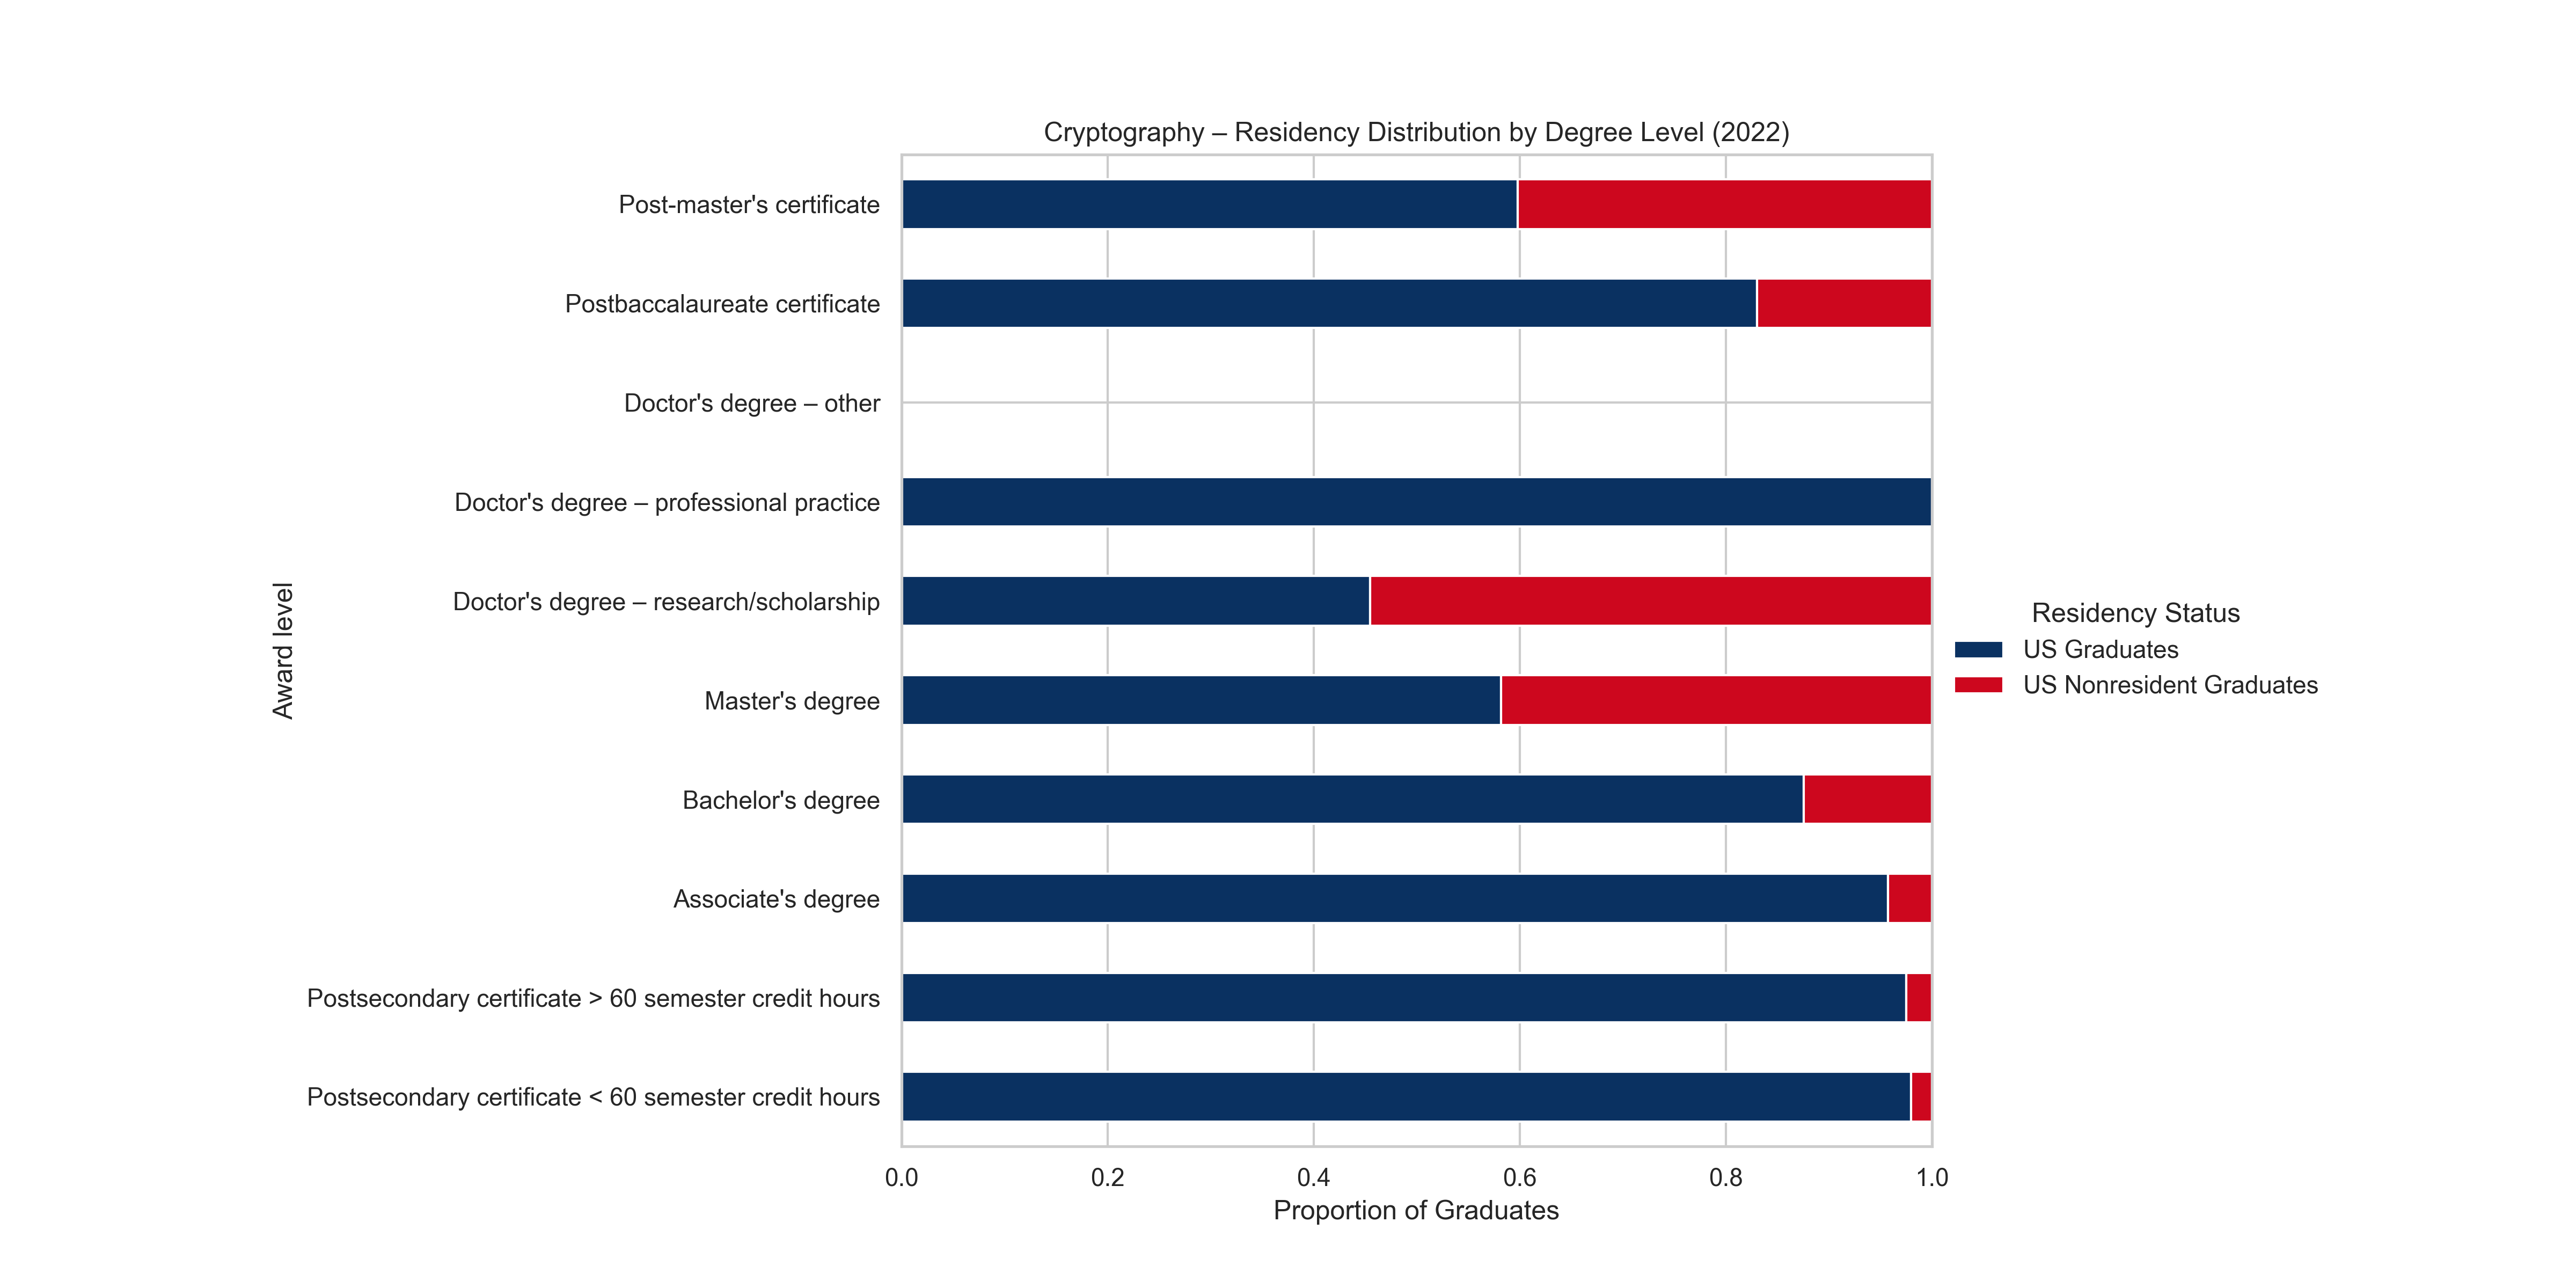 Cryptography – Residency Distribution by Degree Level (2022)
Award level
Post-master's certificate
Postbaccalaureate certificate
Doctor's degree – other
Doctor's degree – professional practice
Doctor's degree – research/scholarship
Master's degree
Bachelor's degree
Associate's degree
Postsecondary certificate > 60 semester credit hours
Postsecondary certificate < 60 semester credit hours
0.0 0.2 0.4 0.6 0.8 1.0
Proportion of Graduates
Residency Status
US Graduates
US Nonresident Graduates